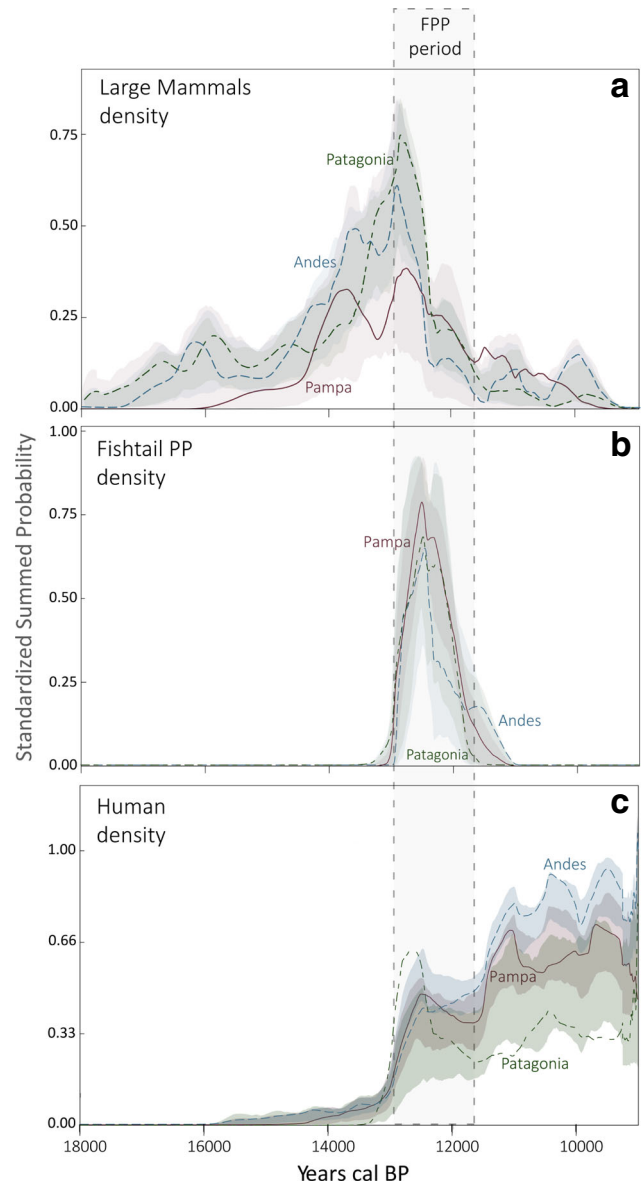 FPP
period
Large Mammals
density
a
0.75
Patagonia
0.50
Andes
0.25
Pampa
0.00
Standardized Summed Probability
1.00
Fishtail PP
density
b
0.75
Pampa
0.50
0.25
Andes
Patagonia
0.00
Human
density
c
1.00
Andes
0.66
Pampa
0.33
Patagonia
0.00
18000 16000 14000 12000 10000
Years cal BP